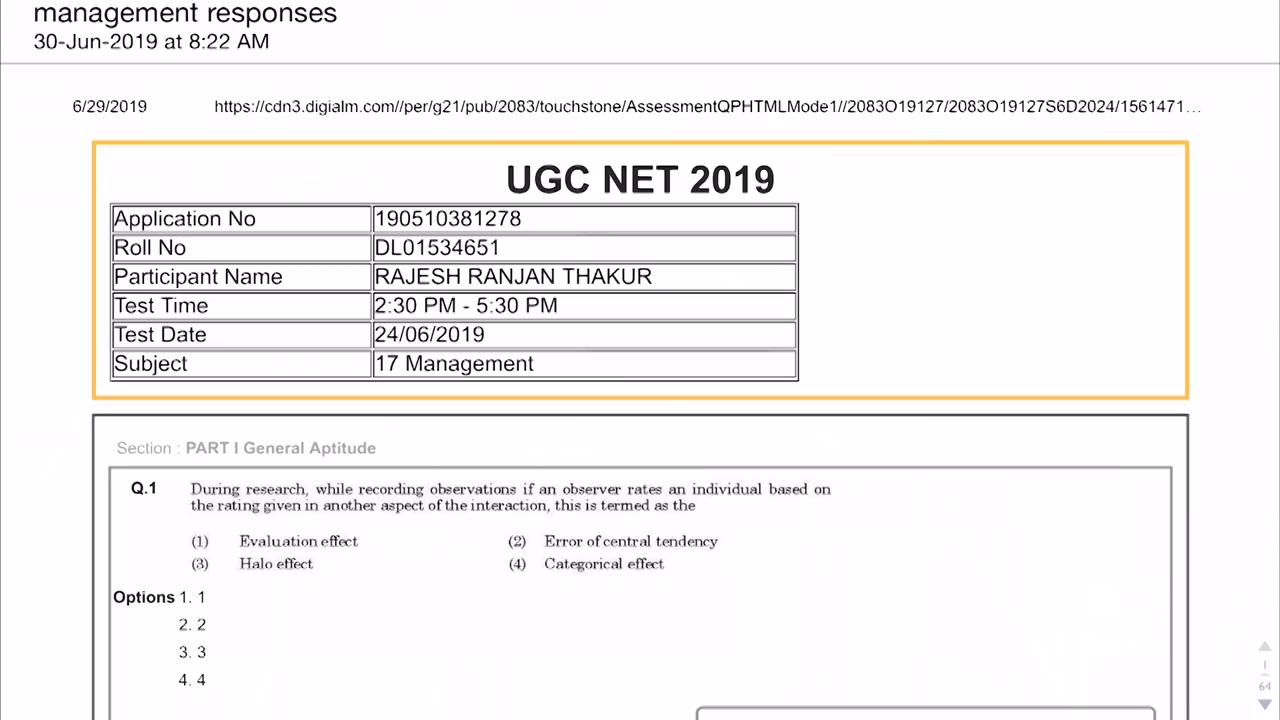 management responses
30-Jun-2019 at 8:22 AM
6/29/2019 https://cdn3.digialm.com//per/g21/pub/2083/touchstone/AssessmentQPHTMLMode1//2083O19127/2083O19127S6D2024/1561471...
UGC NET 2019
Application No 190510381278
Roll No DL01534651
Participant Name RAJESH RANJAN THAKUR
Test Time 2:30 PM - 5:30 PM
Test Date 24/06/2019
Subject 17 Management
Section : PART I General Aptitude
Q.1 During research, while recording observations if an observer rates an individual based on
the rating given in another aspect of the interaction, this is termed as the
(1) Evaluation effect (2) Error of central tendency
(3) Halo effect (4) Categorical effect
Options 1. 1
2. 2
3. 3
4. 4
1
64